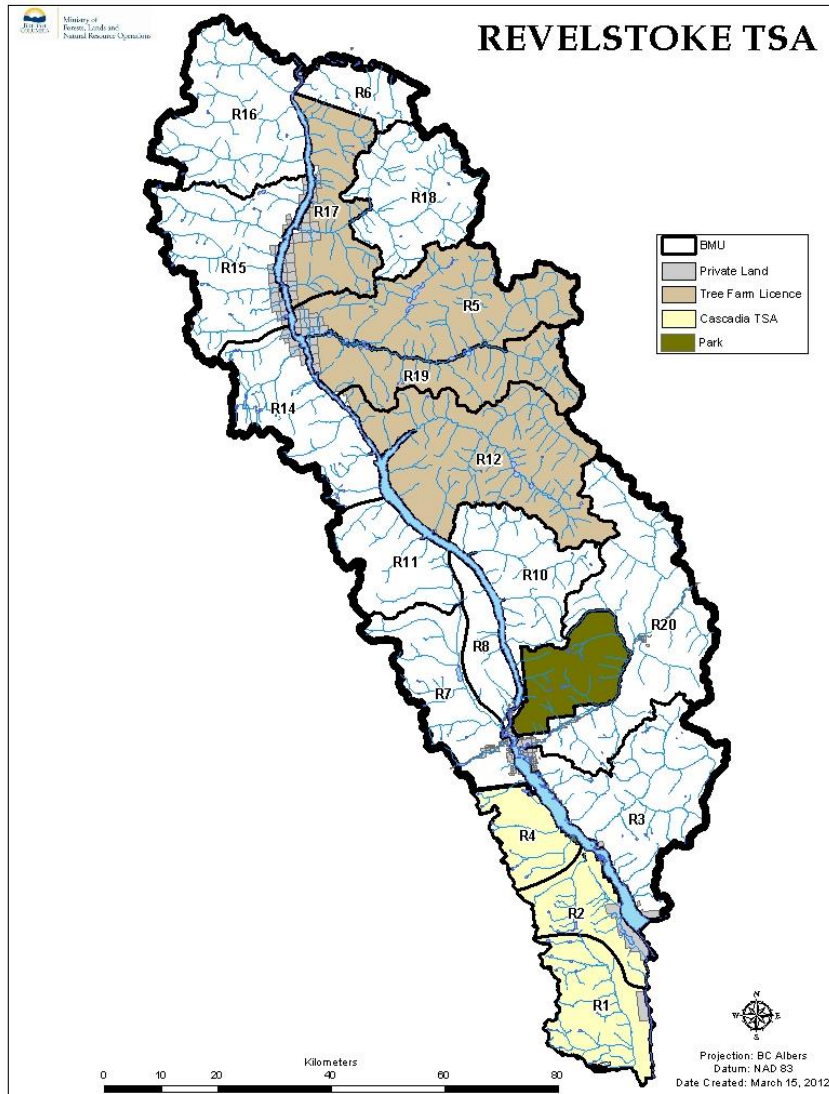 BRITISH
COLUMBIA
Ministry of
Forests, Lands and
Natural Resource Operations
REVELSTOKE TSA
R6
R16
R18
R17
R15
BMU
Private Land
Tree Farm Licence
Cascadia TSA
Park
R5
R19
R14
R12
R11
R10
R20
R8
R7
R3
R4
R2
R1
N
W
E
S
Kilometers
0
20
40
60
80
Projection: BC Albers
Datum: NAD 83
Date Created: March 15, 2012